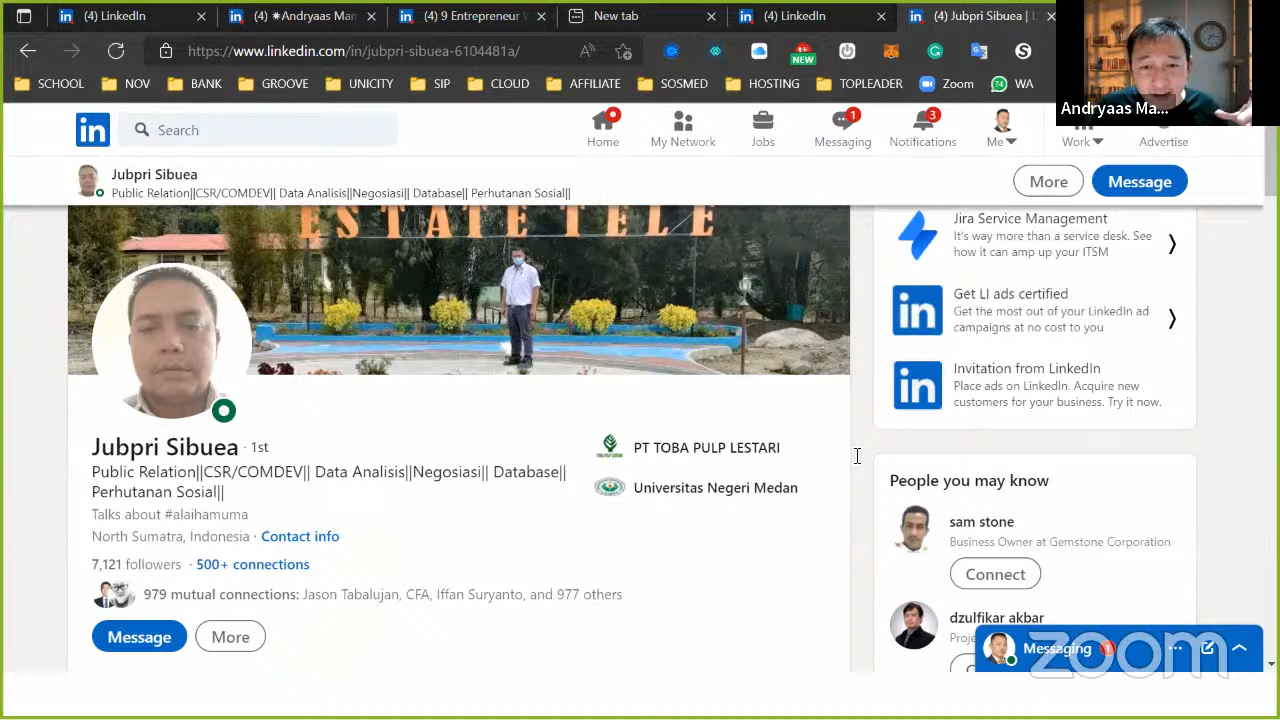 (4) LinkedIn
(4) ✷Andryaas Man
(4) 9 Entrepreneur
New tab
(4) LinkedIn
(4) Jubpri Sibuea | L
https://www.linkedin.com/in/jubpri-sibuea-6104481a/
NEW
SCHOOL
NOV
BANK
GROOVE
UNICITY
SIP
CLOUD
AFFILIATE
SOSMED
HOSTING
TOPLEADER
Zoom
74
WA
Andryaas Ma...
in
Search
Home
My Network
Jobs
1
Messaging
3
Notifications
Me
Work
Advertise
Jubpri Sibuea
Public Relation||CSR/COMDEV|| Data Analisis||Negosiasi|| Database|| Perhutanan Sosial||
More
Message
ESTATE TELE
Jubpri Sibuea · 1st
Public Relation||CSR/COMDEV|| Data Analisis||Negosiasi|| Database||
Perhutanan Sosial||
Talks about #alaihamuma
North Sumatra, Indonesia · Contact info
7,121 followers · 500+ connections
979 mutual connections: Jason Tabalujan, CFA, Iffan Suryanto, and 977 others
Message
More
PT TOBA PULP LESTARI
Universitas Negeri Medan
Jira Service Management
It's way more than a service desk. See
how it can amp up your ITSM
in
Get LI ads certified
Get the most out of your LinkedIn ad
campaigns at no cost to you
in
Invitation from LinkedIn
Place ads on LinkedIn. Acquire new
customers for your business. Try it now.
People you may know
sam stone
Business Owner at Gemstone Corporation
Connect
dzulfikar akbar
Messaging
1
zoom